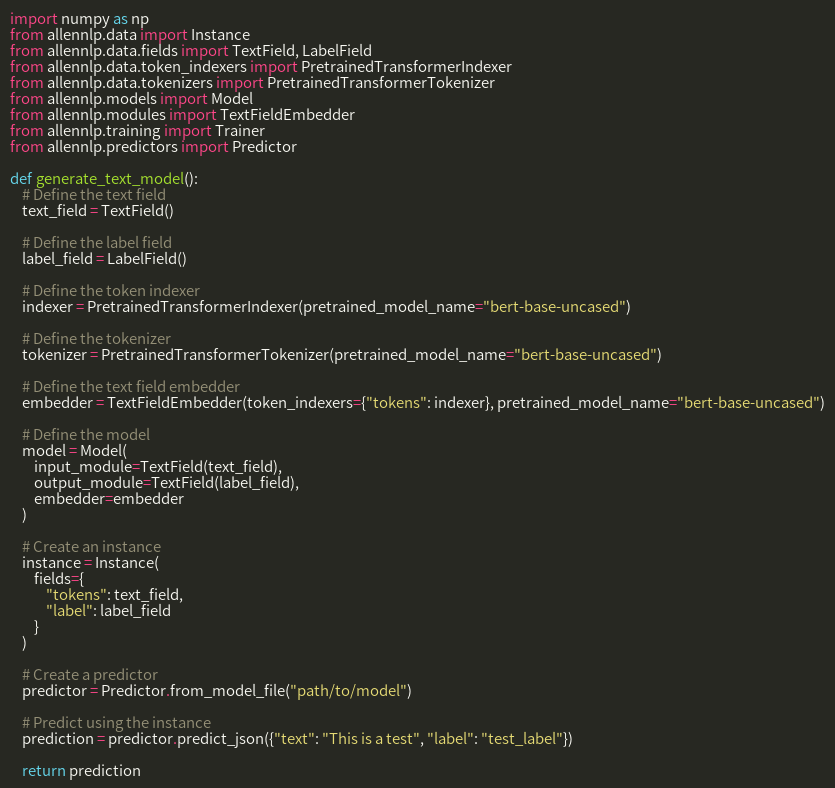 import numpy as np
from allennlp.data import Instance
from allennlp.data.fields import TextField, LabelField
from allennlp.data.token_indexers import PretrainedTransformerIndexer
from allennlp.data.tokenizers import PretrainedTransformerTokenizer
from allennlp.models import Model
from allennlp.modules import TextFieldEmbedder
from allennlp.training import Trainer
from allennlp.predictors import Predictor

def generate_text_model():
    # Define the text field
    text_field = TextField()

    # Define the label field
    label_field = LabelField()

    # Define the token indexer
    indexer = PretrainedTransformerIndexer(pretrained_model_name="bert-base-uncased")

    # Define the tokenizer
    tokenizer = PretrainedTransformerTokenizer(pretrained_model_name="bert-base-uncased")

    # Define the text field embedder
    embedder = TextFieldEmbedder(token_indexers={"tokens": indexer}, pretrained_model_name="bert-base-uncased")

    # Define the model
    model = Model(
        input_module=TextField(text_field),
        output_module=TextField(label_field),
        embedder=embedder
    )

    # Create an instance
    instance = Instance(
        fields={
            "tokens": text_field,
            "label": label_field
        }
    )

    # Create a predictor
    predictor = Predictor.from_model_file("path/to/model")

    # Predict using the instance
    prediction = predictor.predict_json({"text": "This is a test", "label": "test_label"})

    return prediction